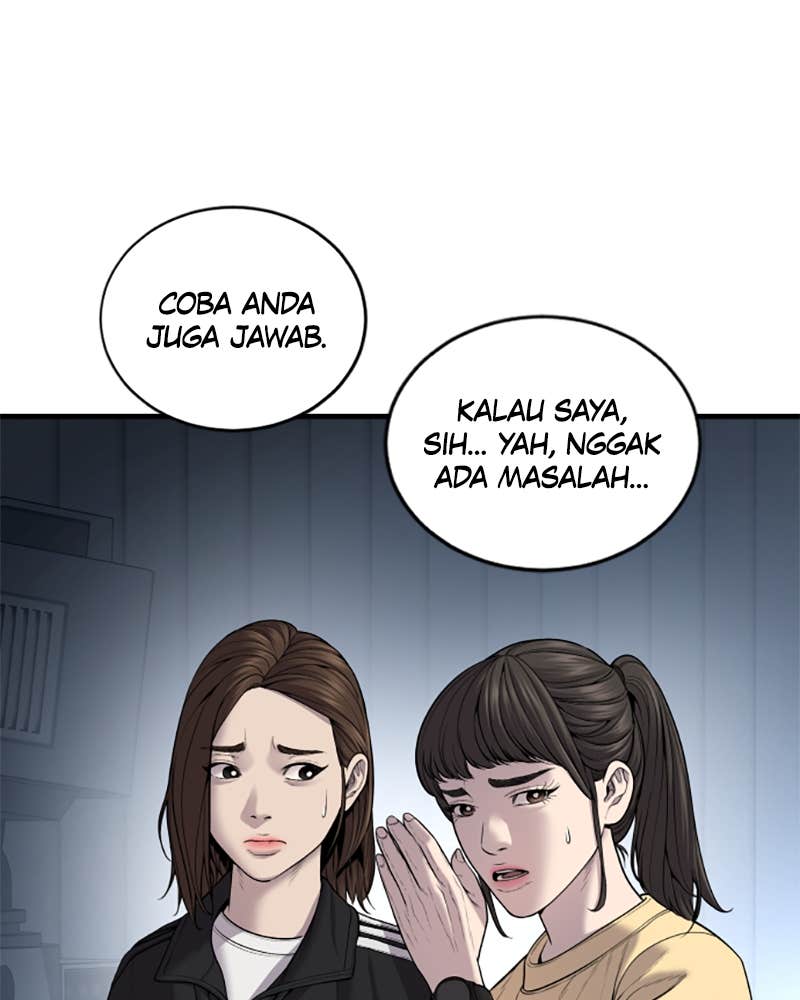 COBA ANDA
JUGA JAWAB.
KALAU SAYA,
SIH... YAH, NGGAK
ADA MASALAH...